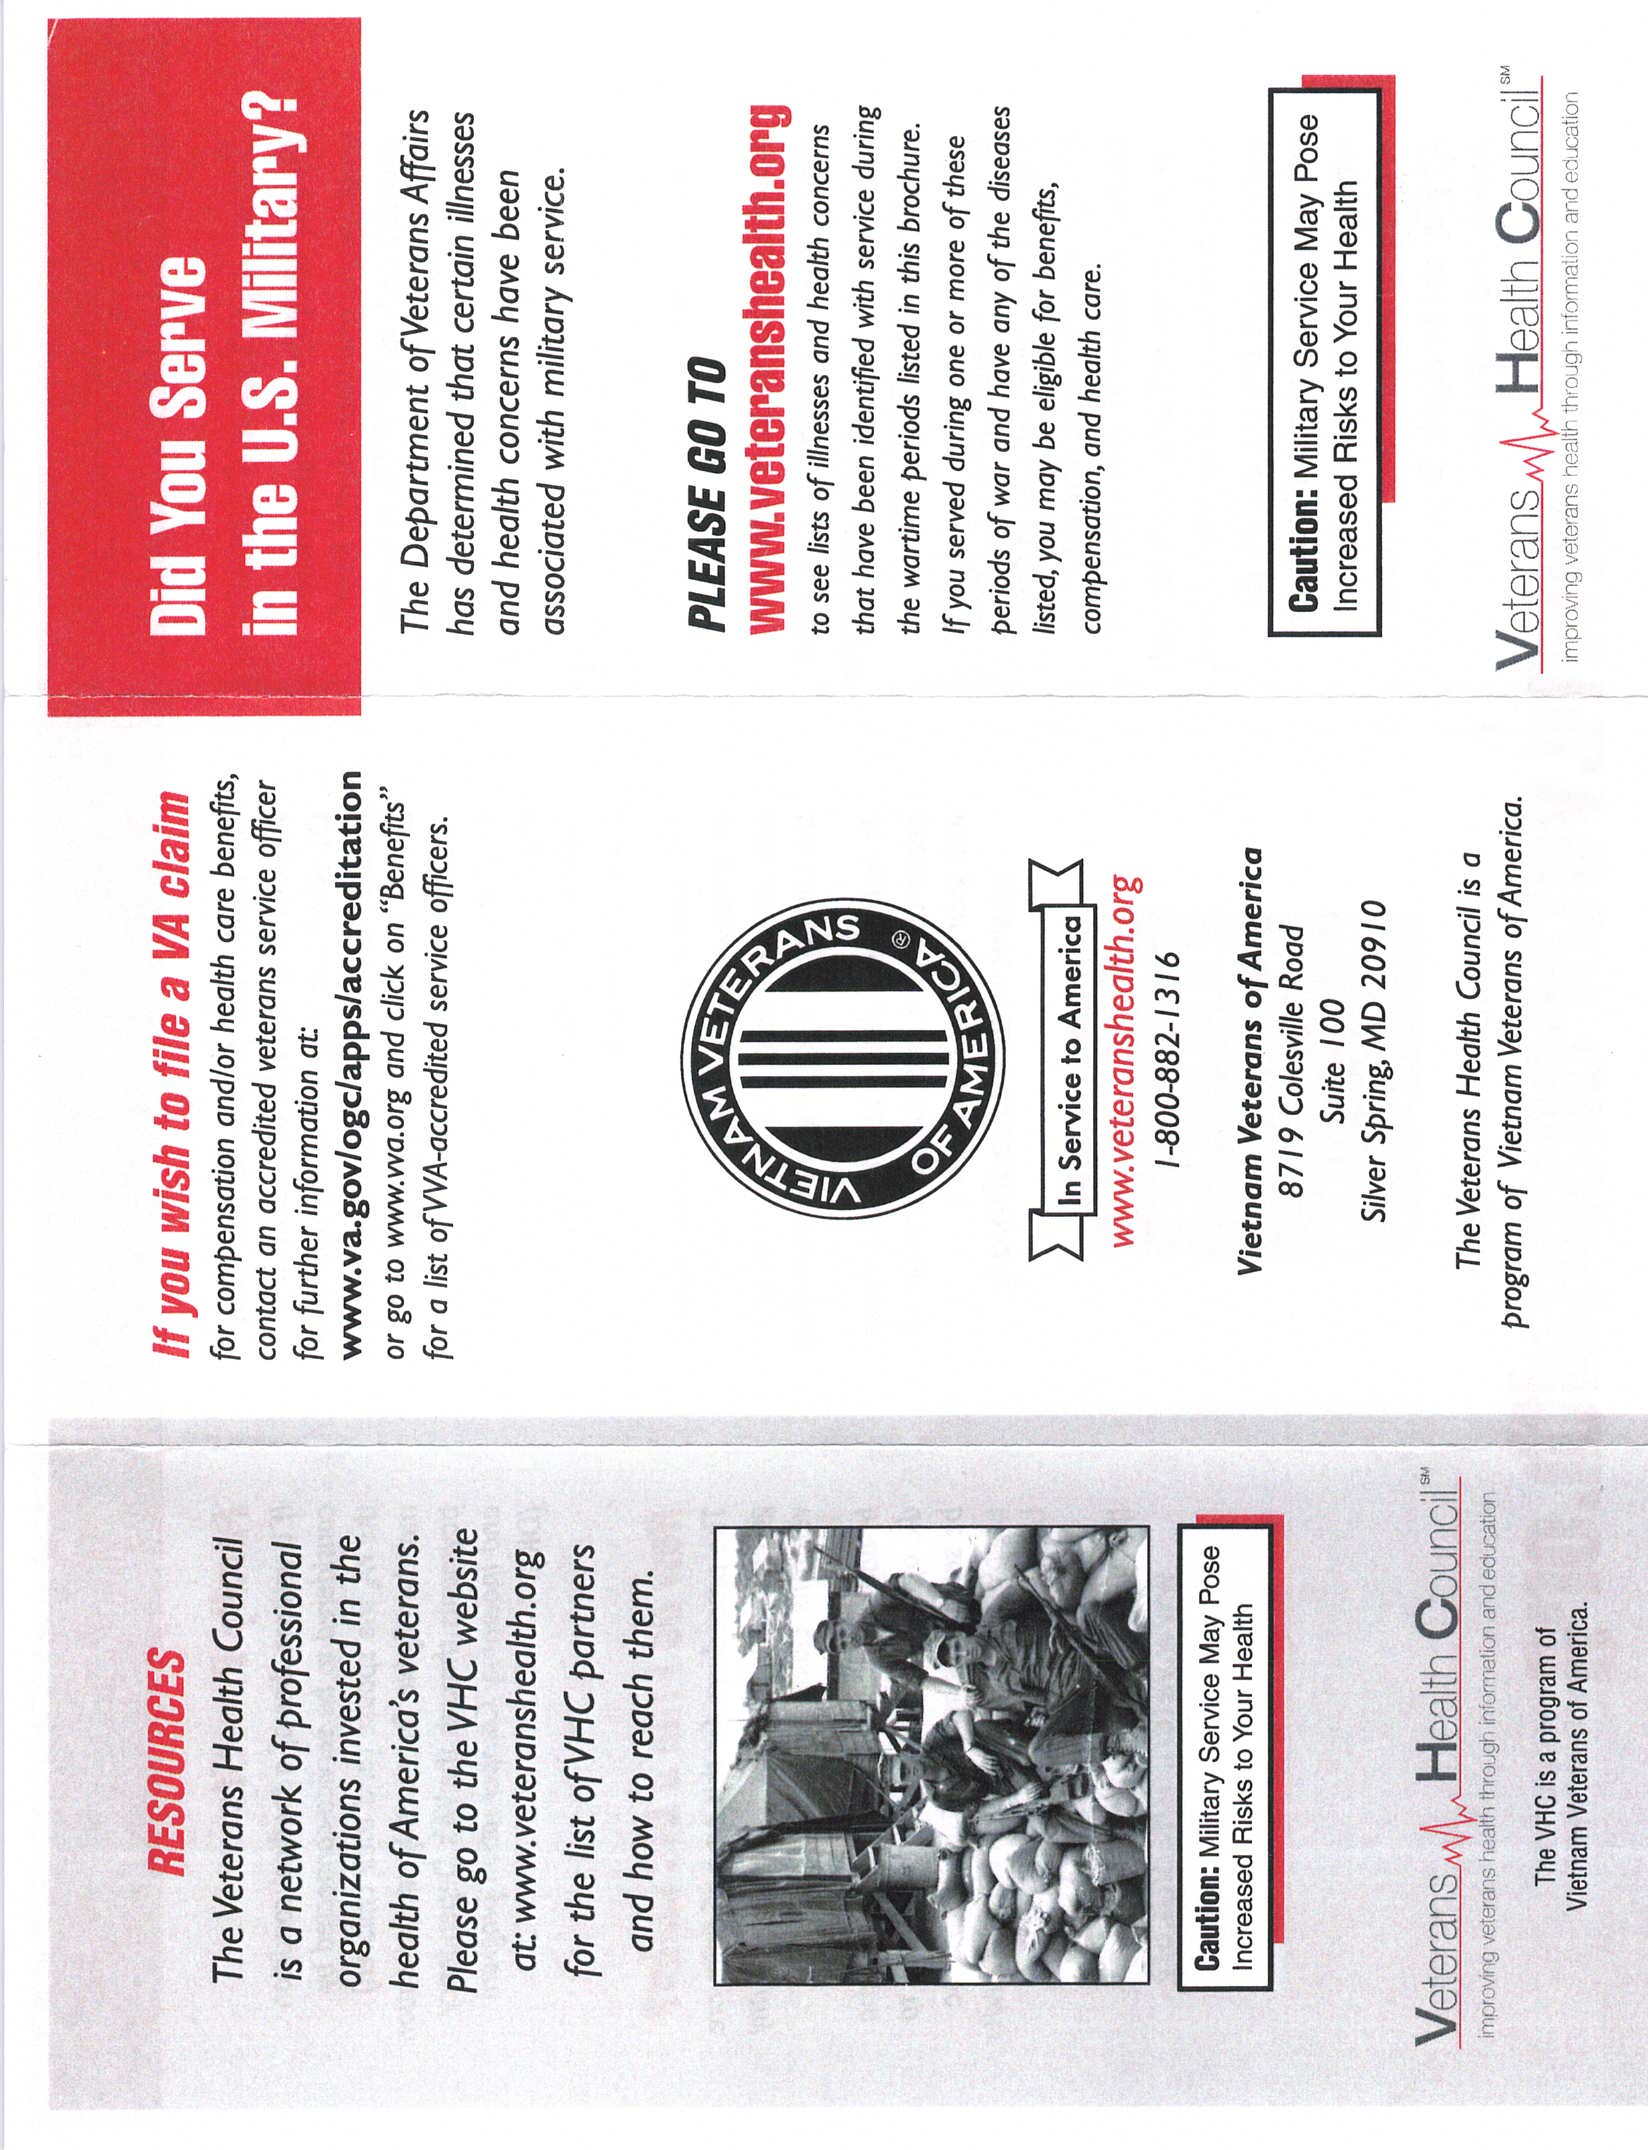 RESOURCES
The Veterans Health Council
is a network of professional
organizations invested in the
health of America's veterans.
Please go to the VHC website
at: www.veteranshealth.org
for the list of VHC partners
and how to reach them.
Caution: Military Service May Pose
Increased Risks to Your Health
Veterans Health Council SM
improving veterans health through information and education
The VHC is a program of
Vietnam Veterans of America.
If you wish to file a VA claim
for compensation and/or health care benefits,
contact an accredited veterans service officer
for further information at:
www.va.gov/ogc/apps/accreditation
or go to www.vva.org and click on “Benefits”
for a list of VVA-accredited service officers.
VIETNAM VETERANS
OF AMERICA ®
In Service to America
www.veteranshealth.org
1-800-882-1316
Vietnam Veterans of America
8719 Colesville Road
Suite 100
Silver Spring, MD 20910
The Veterans Health Council is a
program of Vietnam Veterans of America.
Did You Serve
in the U.S. Military?
The Department of Veterans Affairs
has determined that certain illnesses
and health concerns have been
associated with military service.
PLEASE GO TO
www.veteranshealth.org
to see lists of illnesses and health concerns
that have been identified with service during
the wartime periods listed in this brochure.
If you served during one or more of these
periods of war and have any of the diseases
listed, you may be eligible for benefits,
compensation, and health care.
Caution: Military Service May Pose
Increased Risks to Your Health
Veterans Health Council SM
improving veterans health through information and education